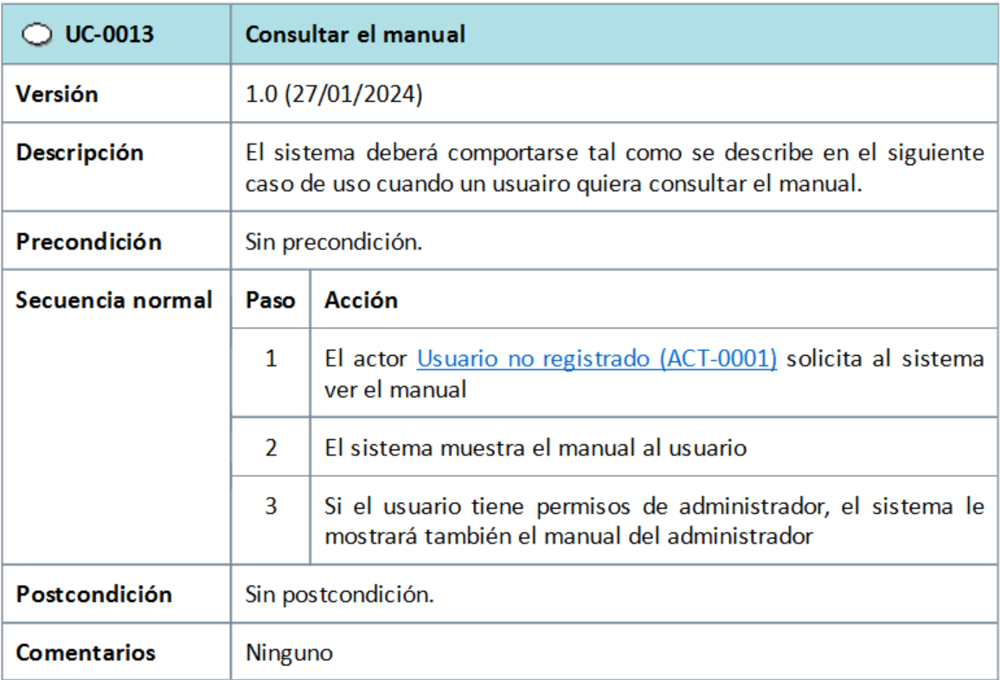 UC-0013 Consultar el manual
Versión 1.0 (27/01/2024)
Descripción El sistema deberá comportarse tal como se describe en el siguiente
caso de uso cuando un usuairo quiera consultar el manual.
Precondición Sin precondición.
Secuencia normal Paso Acción
1 El actor Usuario no registrado (ACT-0001) solicita al sistema
ver el manual
2 El sistema muestra el manual al usuario
3 Si el usuario tiene permisos de administrador, el sistema le
mostrará también el manual del administrador
Postcondición Sin postcondición.
Comentarios Ninguno